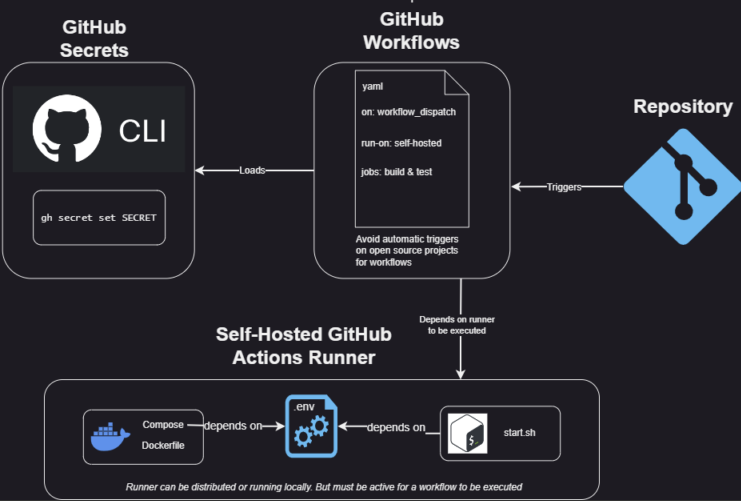 GitHub
Secrets
CLI
gh secret set SECRET
Loads
GitHub
Workflows
yaml
on: workflow_dispatch
run-on: self-hosted
jobs: build & test
Avoid automatic triggers
on open source projects
for workflows
Triggers
Repository
Depends on runner
to be executed
Self-Hosted GitHub
Actions Runner
Compose
Dockerfile
depends on
.env
depends on
$_
start.sh
Runner can be distributed or running locally. But must be active for a workflow to be executed